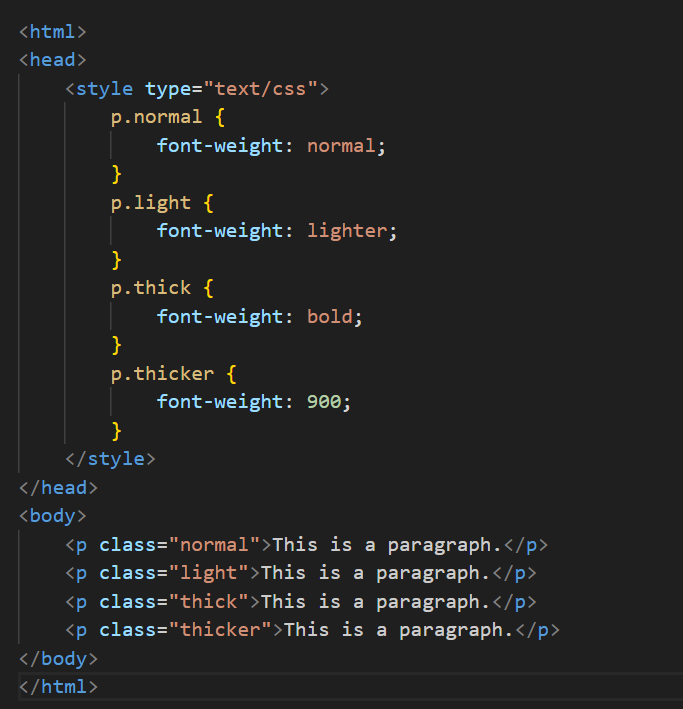 <html>
<head>
    <style type="text/css">
        p.normal {
            font-weight: normal;
        }
        p.light {
            font-weight: lighter;
        }
        p.thick {
            font-weight: bold;
        }
        p.thicker {
            font-weight: 900;
        }
    </style>
</head>
<body>
    <p class="normal">This is a paragraph.</p>
    <p class="light">This is a paragraph.</p>
    <p class="thick">This is a paragraph.</p>
    <p class="thicker">This is a paragraph.</p>
</body>
</html>